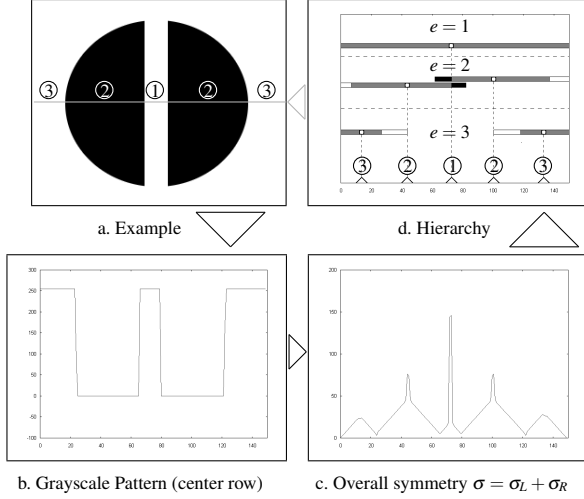 ③ ② ① ② ③
a. Example
e = 1
e = 2
e = 3
③ ② ① ② ③
0 20 40 60 80 100 120 140
d. Hierarchy
300
250
200
150
100
50
0
-50
-100
0 20 40 60 80 100 120 140
b. Grayscale Pattern (center row)
200
150
100
50
0
0 20 40 60 80 100 120 140
c. Overall symmetry σ = σ_L + σ_R